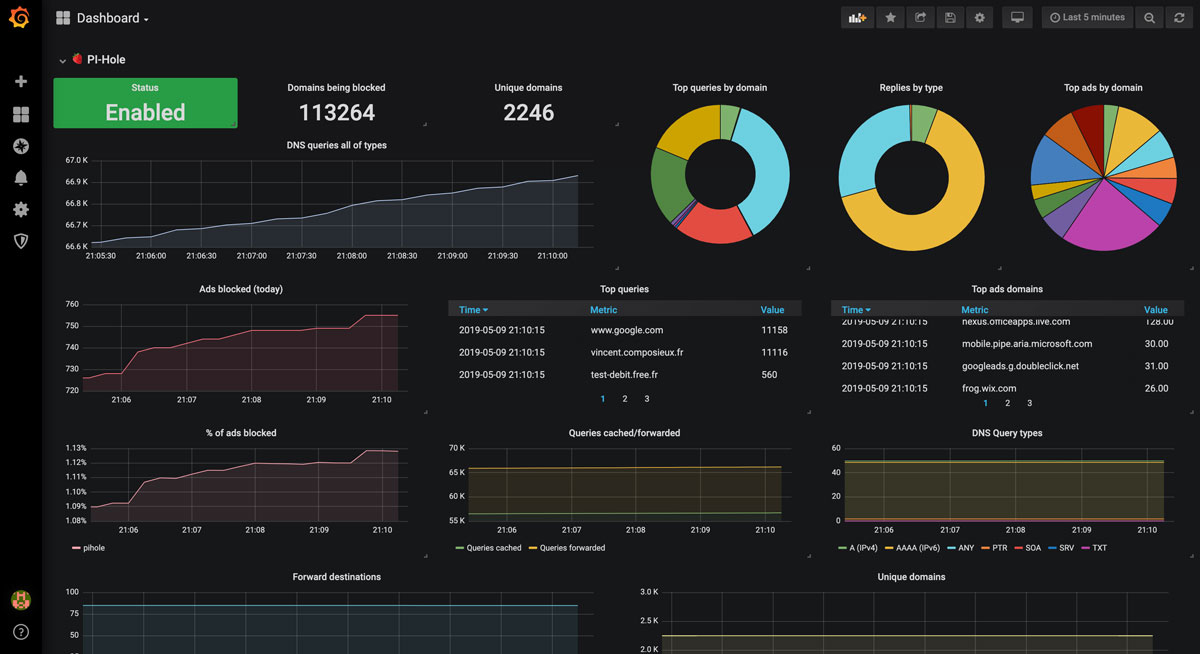 Dashboard
Last 5 minutes
PI-Hole
Status
Enabled
Domains being blocked
113264
Unique domains
2246
Top queries by domain
Replies by type
Top ads by domain
DNS queries all of types
67.0 K
66.9 K
66.8 K
66.7 K
66.6 K
21:05:30 21:06:00 21:06:30 21:07:00 21:07:30 21:08:00 21:08:30 21:09:00 21:09:30 21:10:00
Ads blocked (today)
760
750
740
730
720
21:06 21:07 21:08 21:09 21:10
Top queries
Time Metric Value
2019-05-09 21:10:15 www.google.com 11158
2019-05-09 21:10:15 vincent.composieux.fr 11116
2019-05-09 21:10:15 test-debit.free.fr 560
1 2 3
Top ads domains
Time Metric Value
2019-05-09 21:10:15 nexus.officeapps.live.com 128.00
2019-05-09 21:10:15 mobile.pipe.aria.microsoft.com 30.00
2019-05-09 21:10:15 googleads.g.doubleclick.net 31.00
2019-05-09 21:10:15 frog.wix.com 26.00
1 2 3
% of ads blocked
1.13%
1.12%
1.11%
1.10%
1.09%
1.08%
21:06 21:07 21:08 21:09 21:10
pihole
Queries cached/forwarded
70 K
65 K
60 K
55 K
21:06 21:07 21:08 21:09 21:10
Queries cached Queries forwarded
DNS Query types
60
40
20
0
21:06 21:07 21:08 21:09 21:10
A (IPv4) AAAA (IPv6) ANY PTR SOA SRV TXT
Forward destinations
100
75
50
Unique domains
3.0 K
2.5 K
2.0 K